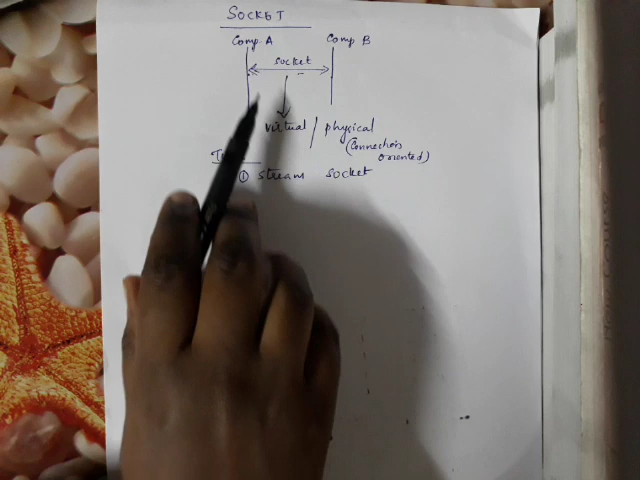 SOCKET
Comp. A Comp B
socket
virtual / physical
(Connection
oriented)
① stream socket